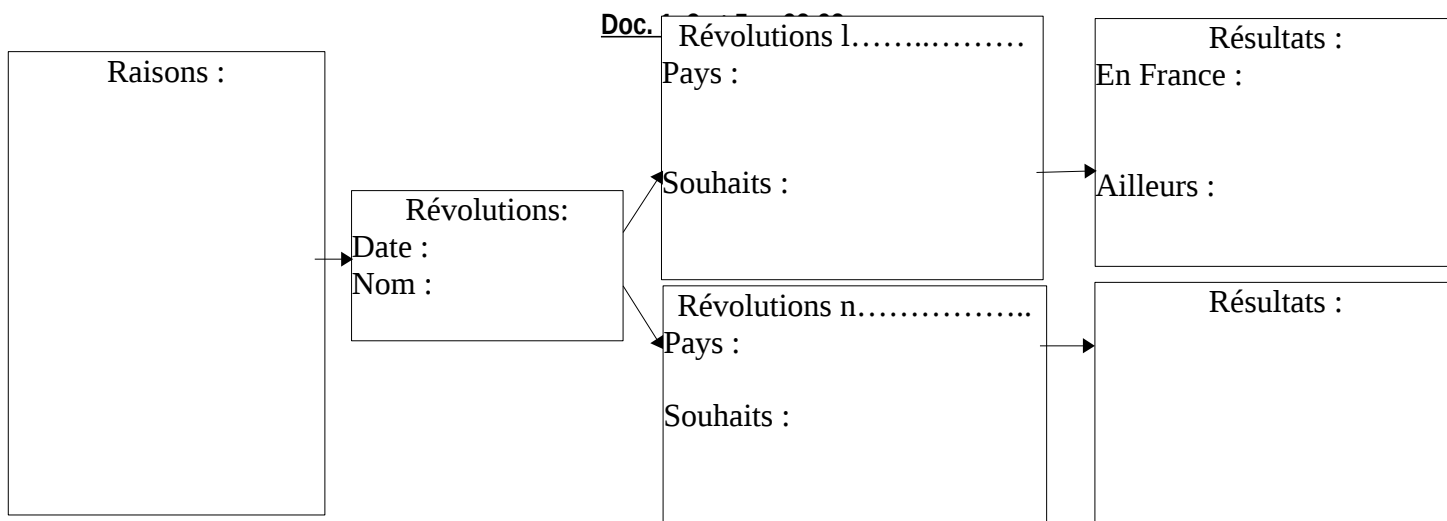 Doc.
Raisons :
Révolutions:
Date :
Nom :
Révolutions l……..………
Pays :
Souhaits :
Résultats :
En France :
Ailleurs :
Révolutions n……………..
Pays :
Souhaits :
Résultats :